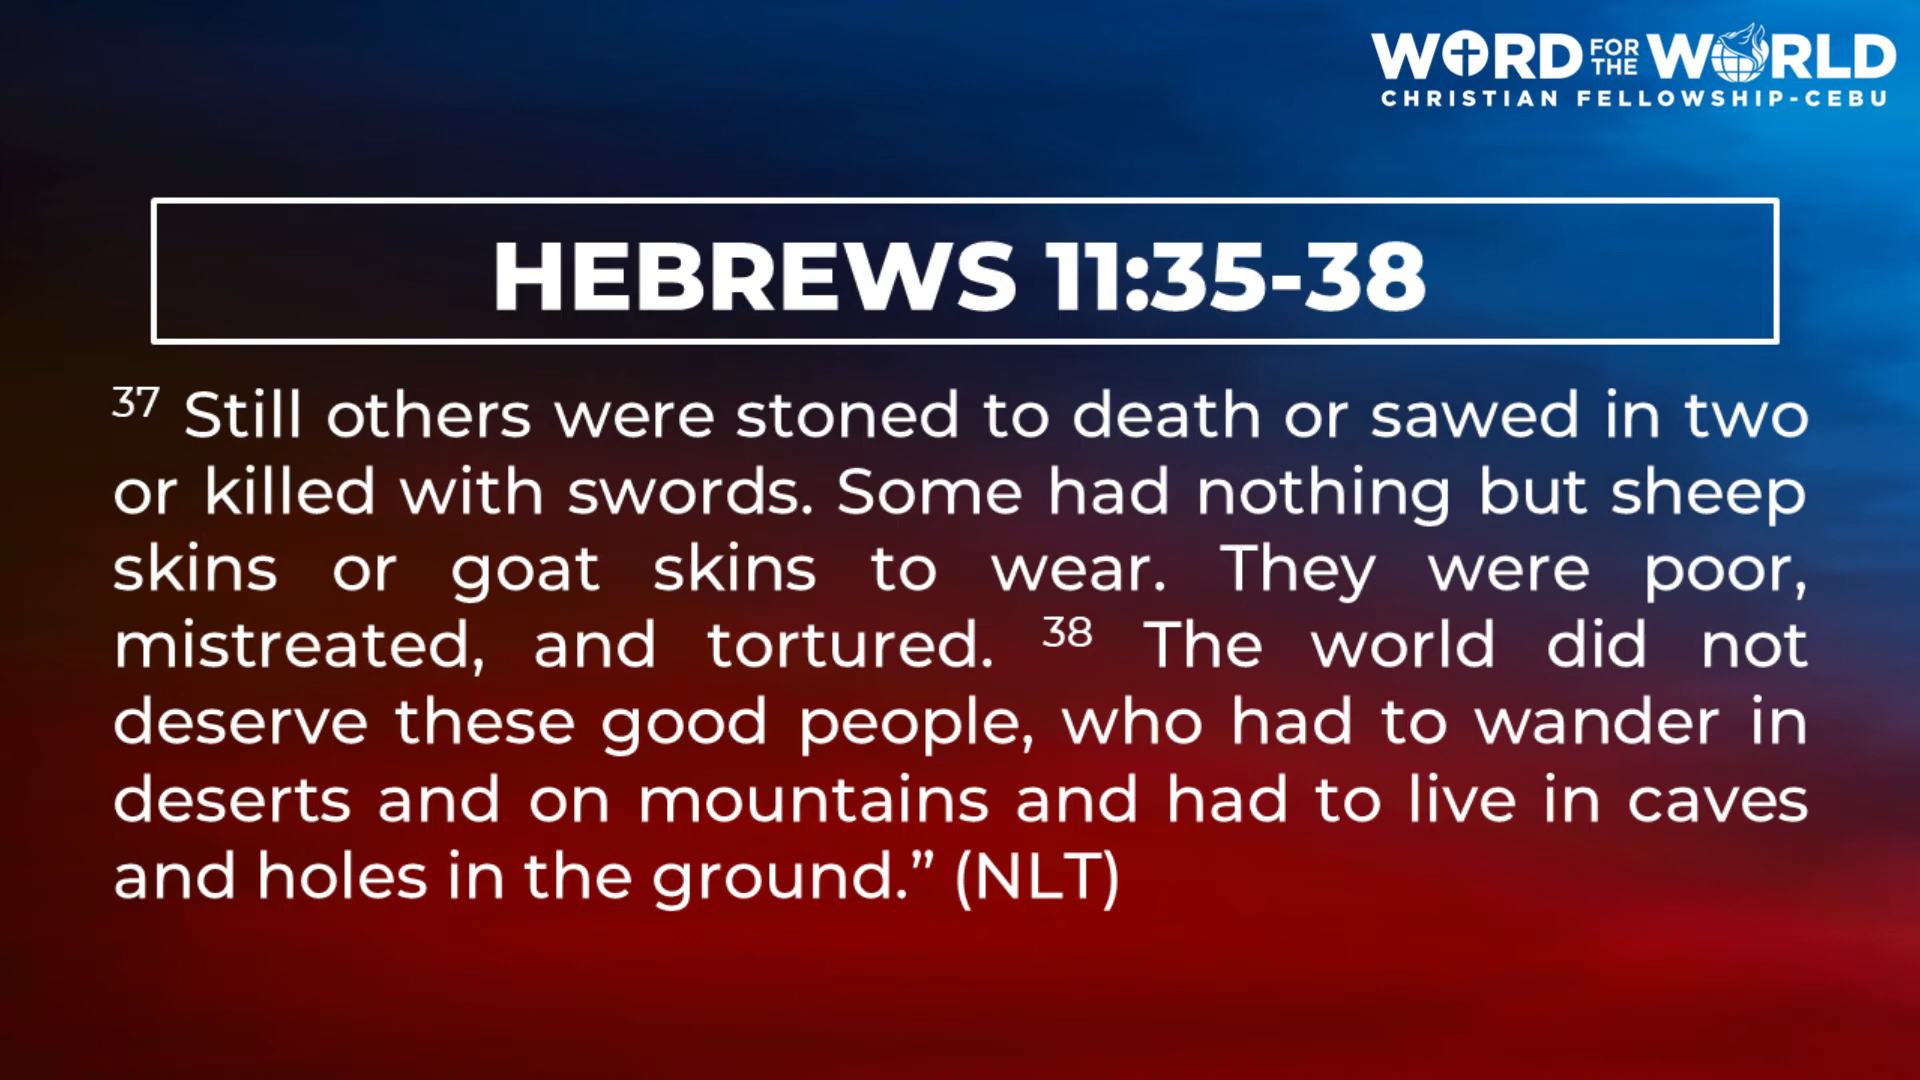 WORD FOR THE WORLD
CHRISTIAN FELLOWSHIP-CEBU
HEBREWS 11:35-38
37 Still others were stoned to death or sawed in two
or killed with swords. Some had nothing but sheep
skins or goat skins to wear. They were poor,
mistreated, and tortured. 38 The world did not
deserve these good people, who had to wander in
deserts and on mountains and had to live in caves
and holes in the ground.” (NLT)